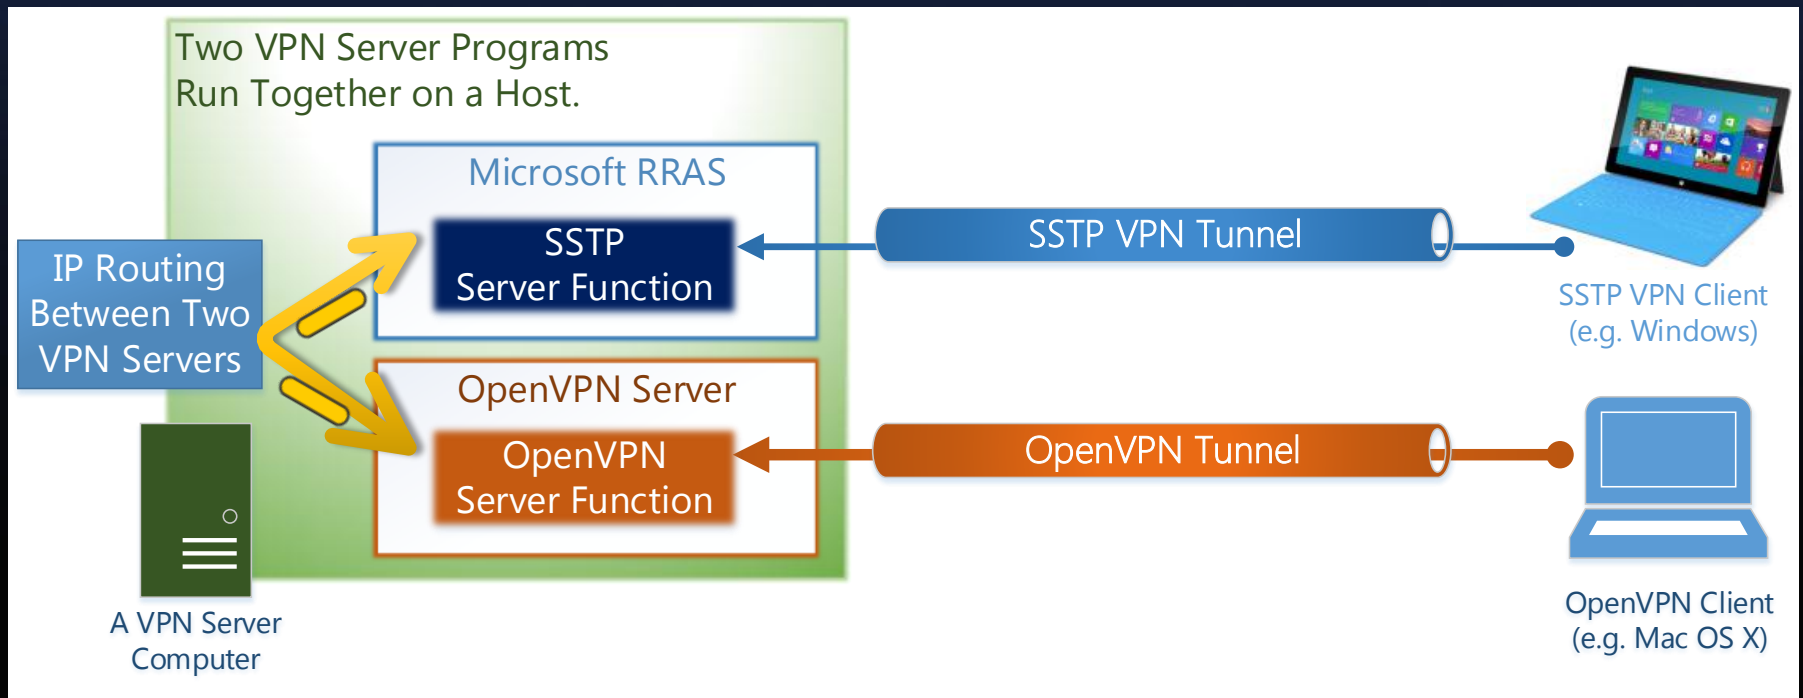 Two VPN Server Programs
Run Together on a Host.
Microsoft RRAS
SSTP
Server Function
SSTP VPN Tunnel
SSTP VPN Client
(e.g. Windows)
IP Routing
Between Two
VPN Servers
OpenVPN Server
OpenVPN
Server Function
OpenVPN Tunnel
OpenVPN Client
(e.g. Mac OS X)
A VPN Server
Computer